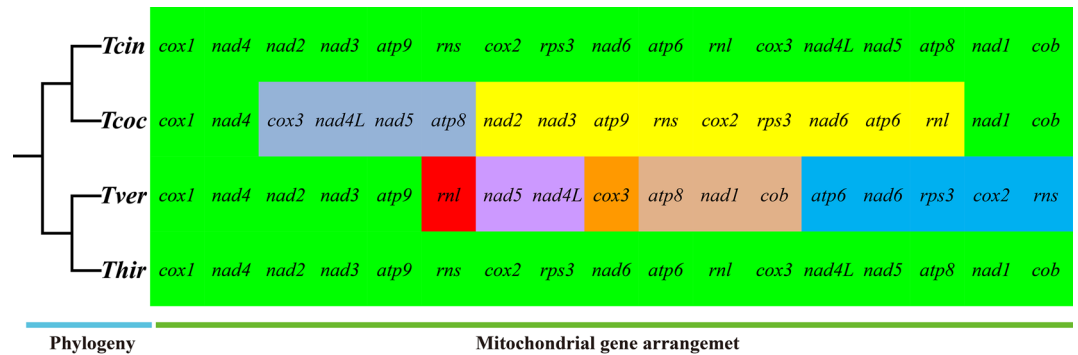 Tcin cox1 nad4 nad2 nad3 atp9 rns cox2 rps3 nad6 atp6 rnl cox3 nad4L nad5 atp8 nad1 cob
Tcoc cox1 nad4 cox3 nad4L nad5 atp8 nad2 nad3 atp9 rns cox2 rps3 nad6 atp6 rnl nad1 cob
Tver cox1 nad4 nad2 nad3 atp9 rnl nad5 nad4L cox3 atp8 nad1 cob atp6 nad6 rps3 cox2 rns
Thir cox1 nad4 nad2 nad3 atp9 rns cox2 rps3 nad6 atp6 rnl cox3 nad4L nad5 atp8 nad1 cob
Phylogeny Mitochondrial gene arrangemet